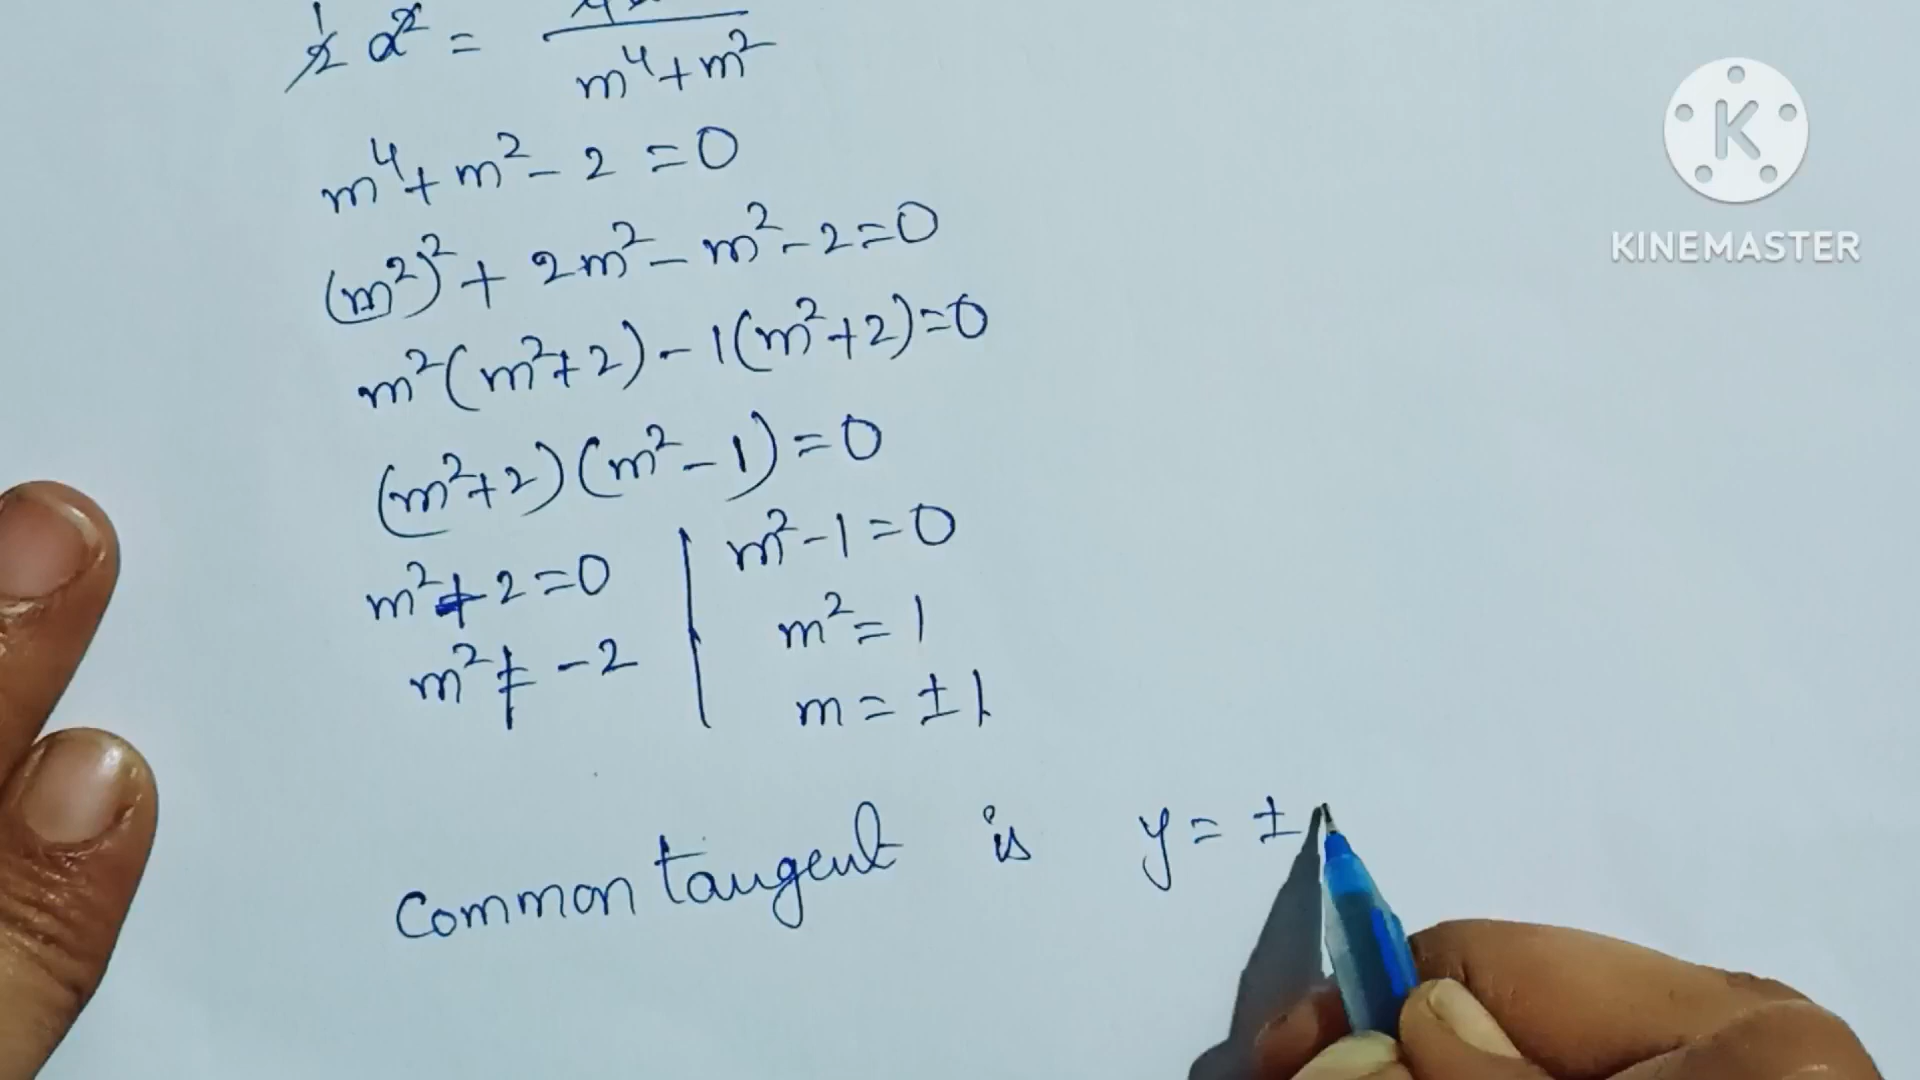 1/2 a² = / m⁴+m²
m⁴+m²-2=0
(m²)²+2m²-m²-2=0
m²(m²+2)-1(m²+2)=0
(m²+2)(m²-1)=0
m²+2=0 | m²-1=0
m²≠-2 | m²=1
m=±1
Common tangent is y=±
K
KINEMASTER